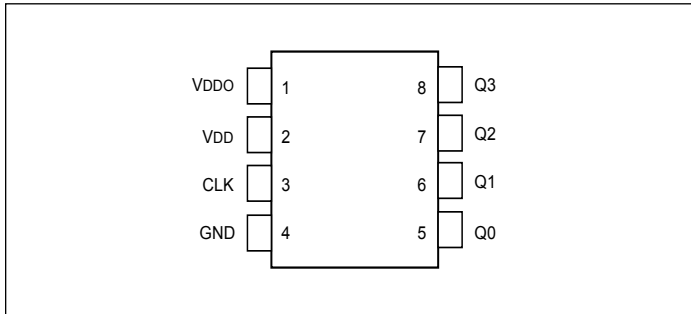 VDDO 1 8 Q3
VDD 2 7 Q2
CLK 3 6 Q1
GND 4 5 Q0